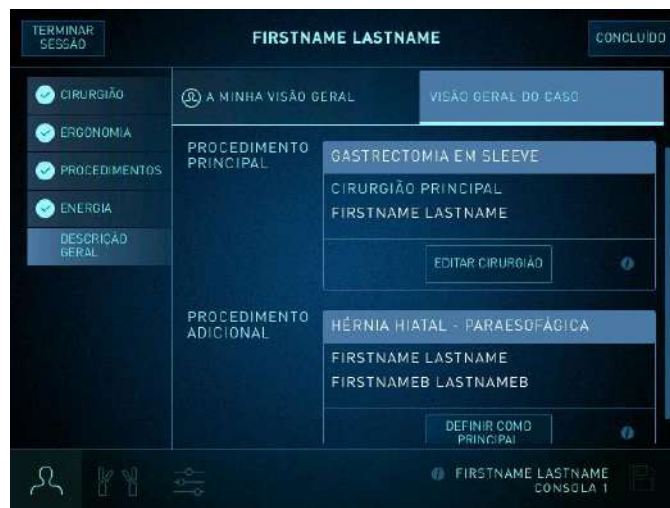 TERMINAR
SESSÃO
FIRSTNAME LASTNAME
CONCLUÍDO
CIRURGIÃO
ERGONOMIA
PROCEDIMENTOS
ENERGIA
DESCRIÇÃO
GERAL
A MINHA VISÃO GERAL
VISÃO GERAL DO CASO
PROCEDIMENTO
PRINCIPAL
GASTRECTOMIA EM SLEEVE
CIRURGIÃO PRINCIPAL
FIRSTNAME LASTNAME
EDITAR CIRURGIÃO
PROCEDIMENTO
ADICIONAL
HÉRNIA HIATAL - PARAESOFÁGICA
FIRSTNAME LASTNAME
FIRSTNAMEB LASTNAMEB
DEFINIR COMO
PRINCIPAL
FIRSTNAME LASTNAME
CONSOLA 1